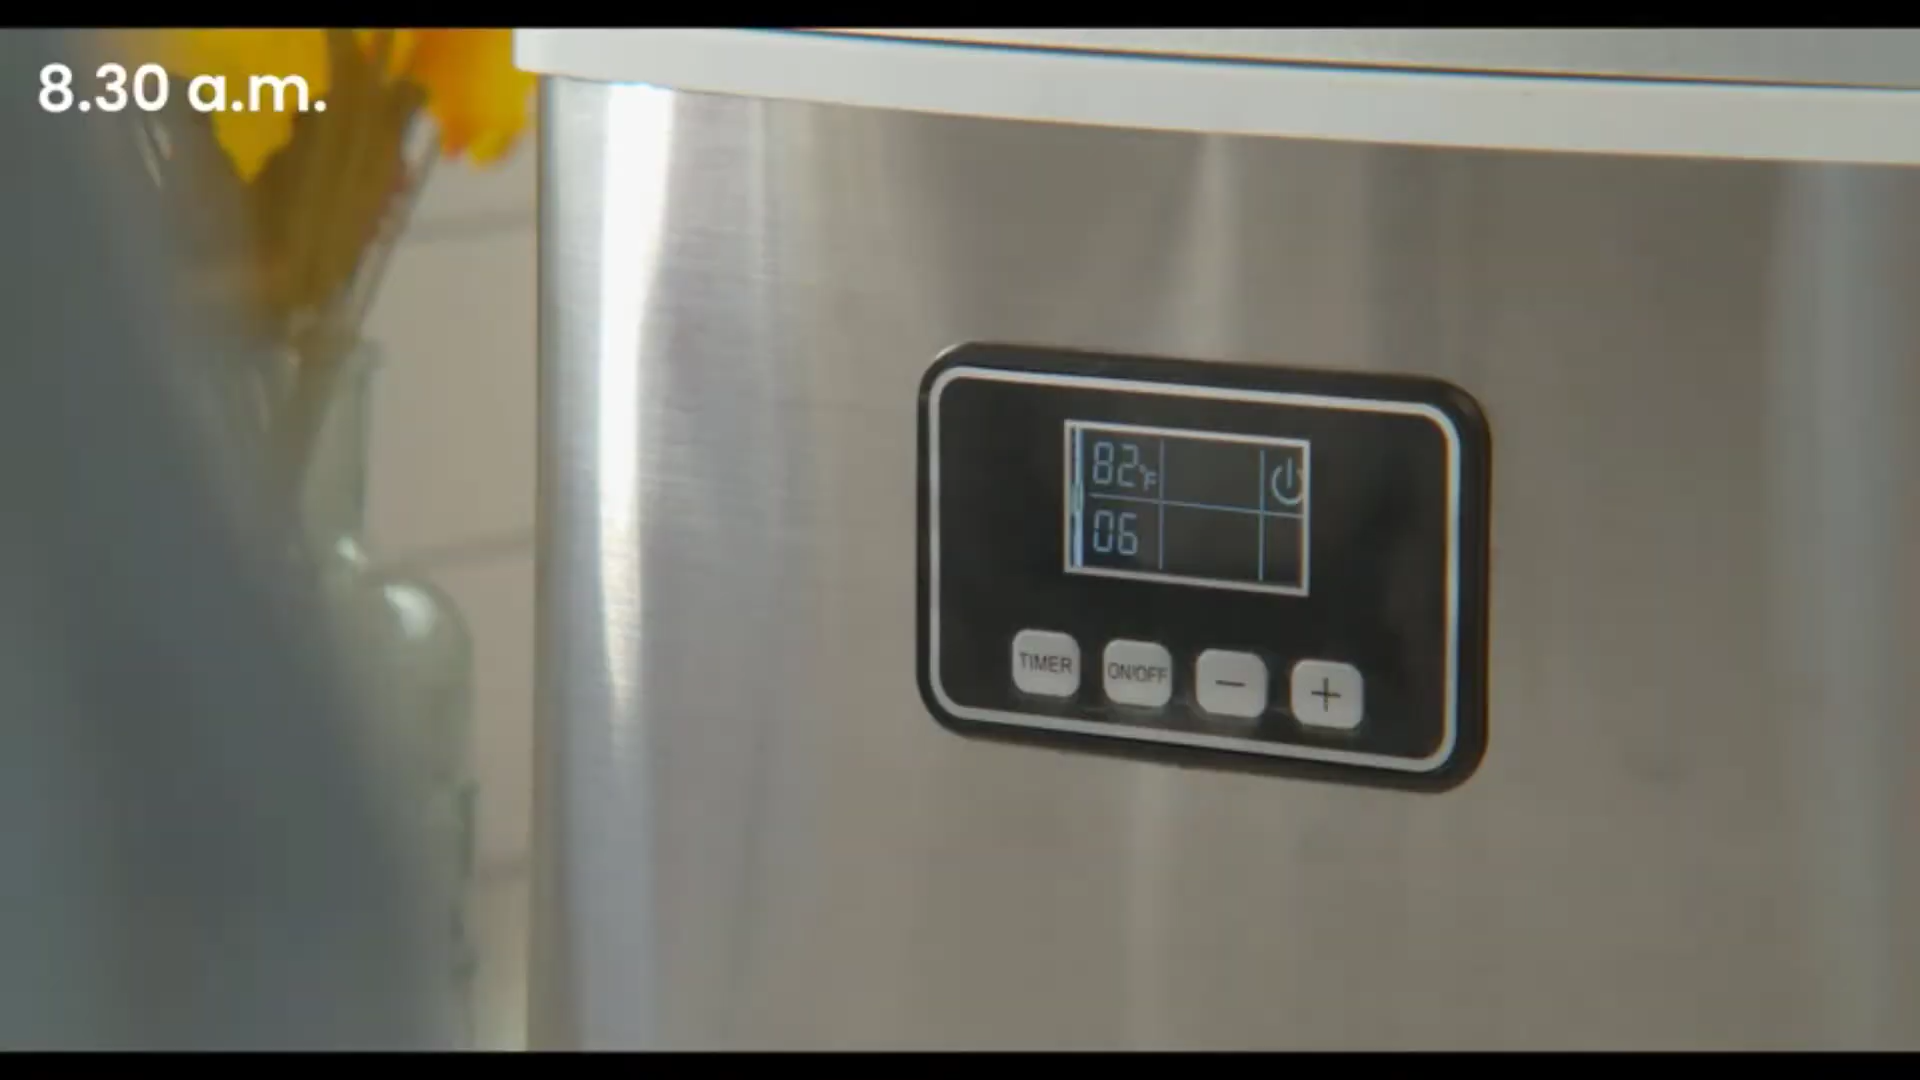 8.30 a.m.
82°F
06
TIMER
ON/OFF
−
+